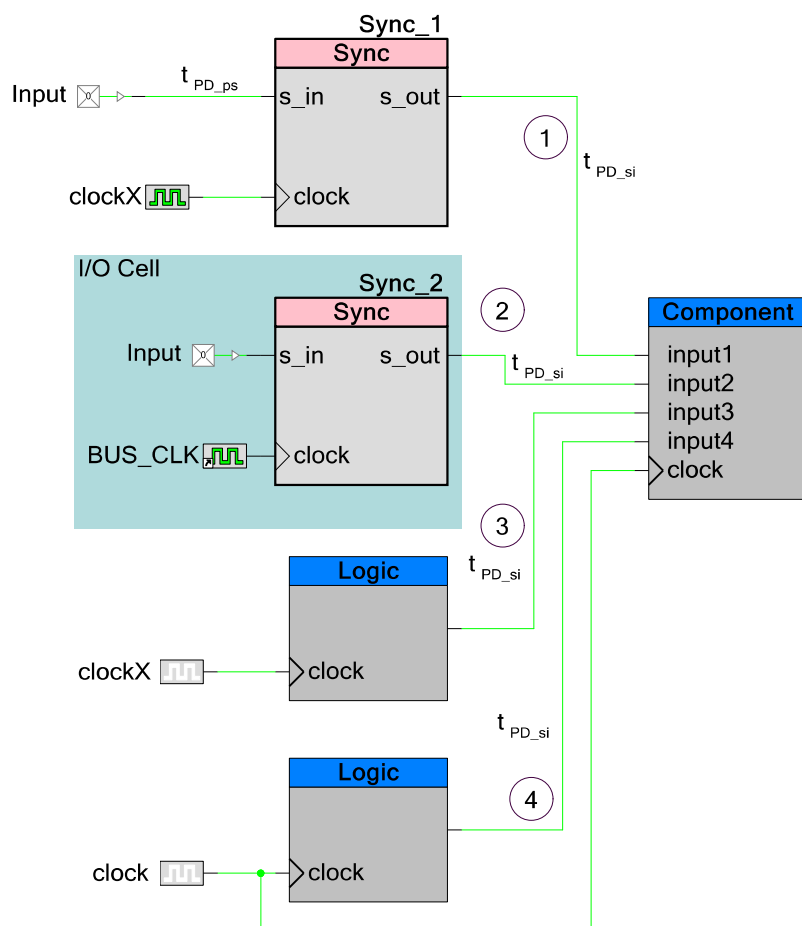 Sync_1
Sync
Input
t PD_ps
s_in
s_out
1
t PD_si
clockX
clock
I/O Cell
Sync_2
Sync
2
Component
Input
s_in
s_out
t PD_si
input1
input2
input3
input4
clock
BUS_CLK
clock
3
t PD_si
Logic
clockX
clock
t PD_si
Logic
4
clock
clock